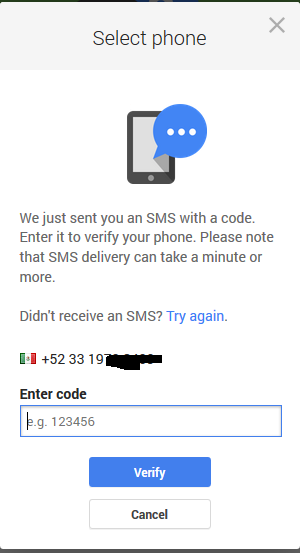 Select phone
We just sent you an SMS with a code.
Enter it to verify your phone. Please note
that SMS delivery can take a minute or
more.
Didn't receive an SMS? Try again.
+52 33 19
Enter code
e.g. 123456
Verify
Cancel